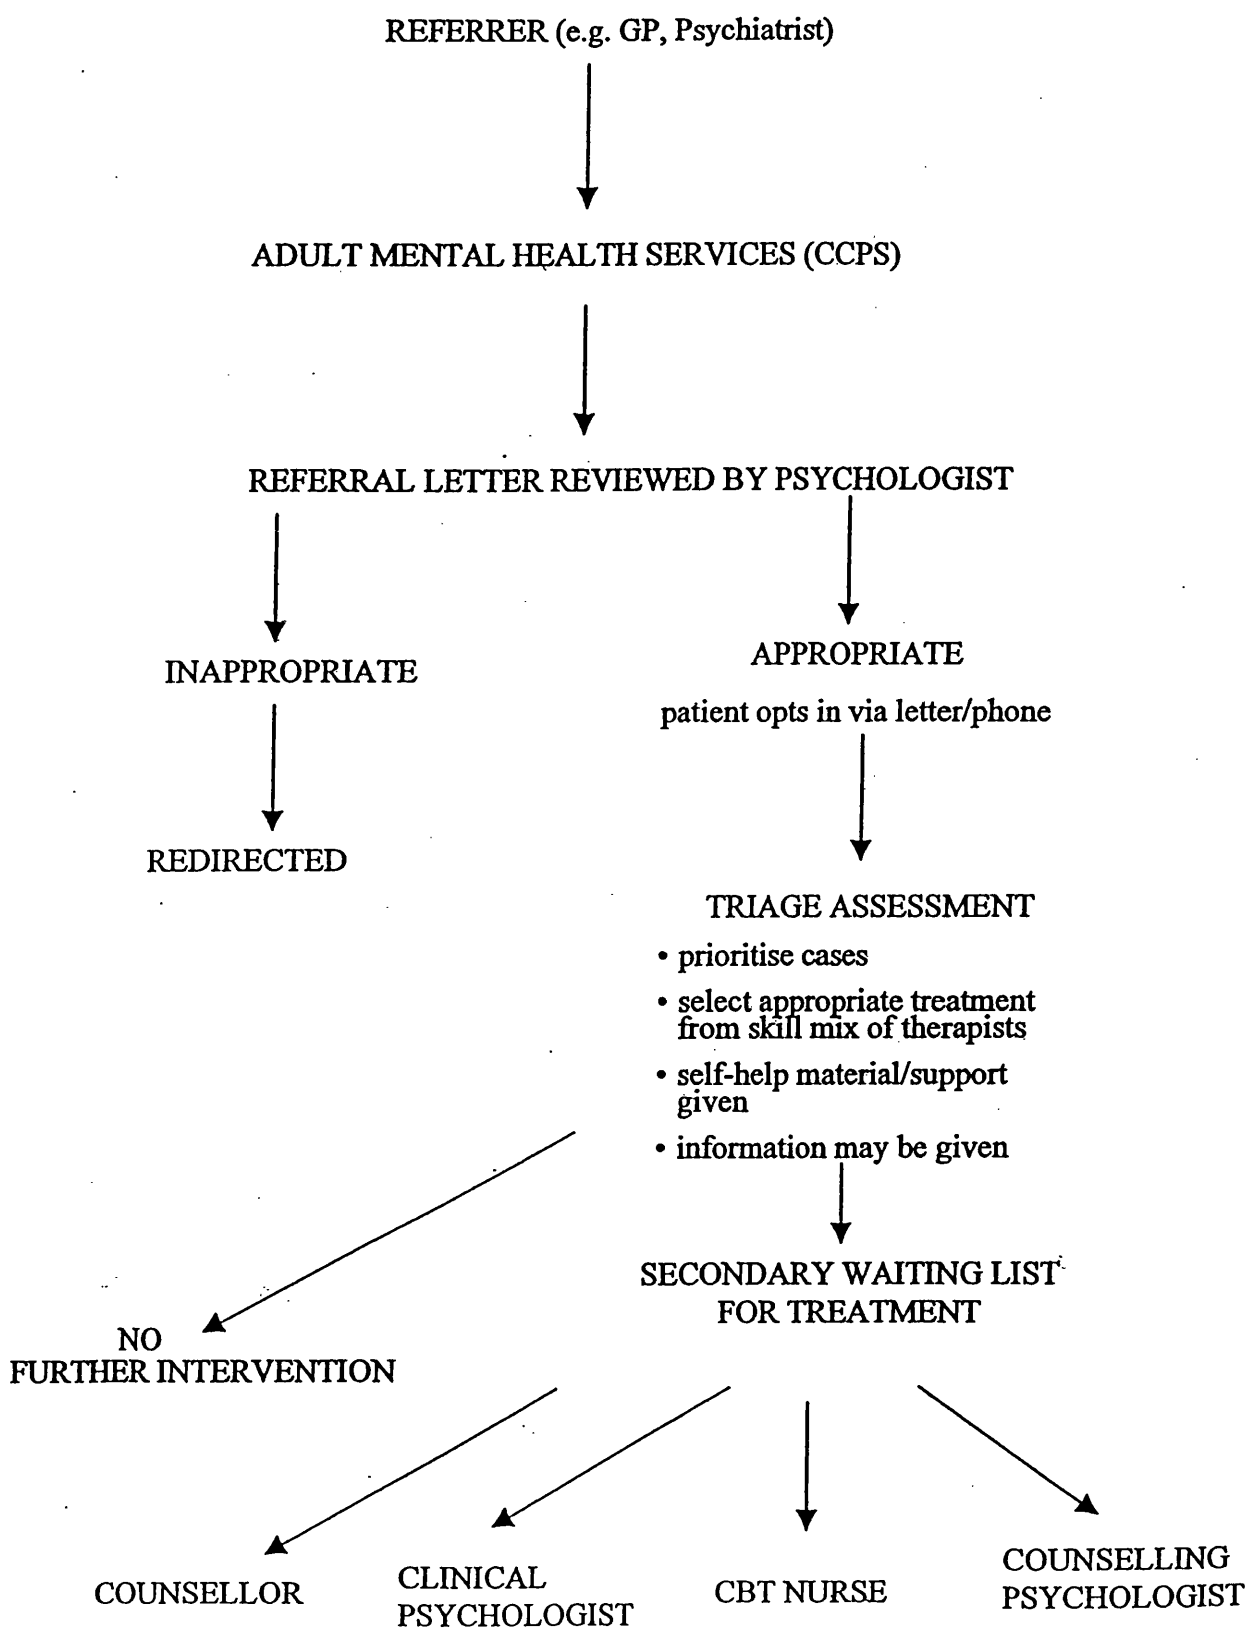 REFERRER (e.g. GP, Psychiatrist)
ADULT MENTAL HEALTH SERVICES (CCPS)
REFERRAL LETTER REVIEWED BY PSYCHOLOGIST
INAPPROPRIATE
REDIRECTED
APPROPRIATE
patient opts in via letter/phone
TRIAGE ASSESSMENT
• prioritise cases
• select appropriate treatment
from skill mix of therapists
• self-help material/support
given
• information may be given
NO
FURTHER INTERVENTION
SECONDARY WAITING LIST
FOR TREATMENT
COUNSELLOR
CLINICAL
PSYCHOLOGIST
CBT NURSE
COUNSELLING
PSYCHOLOGIST